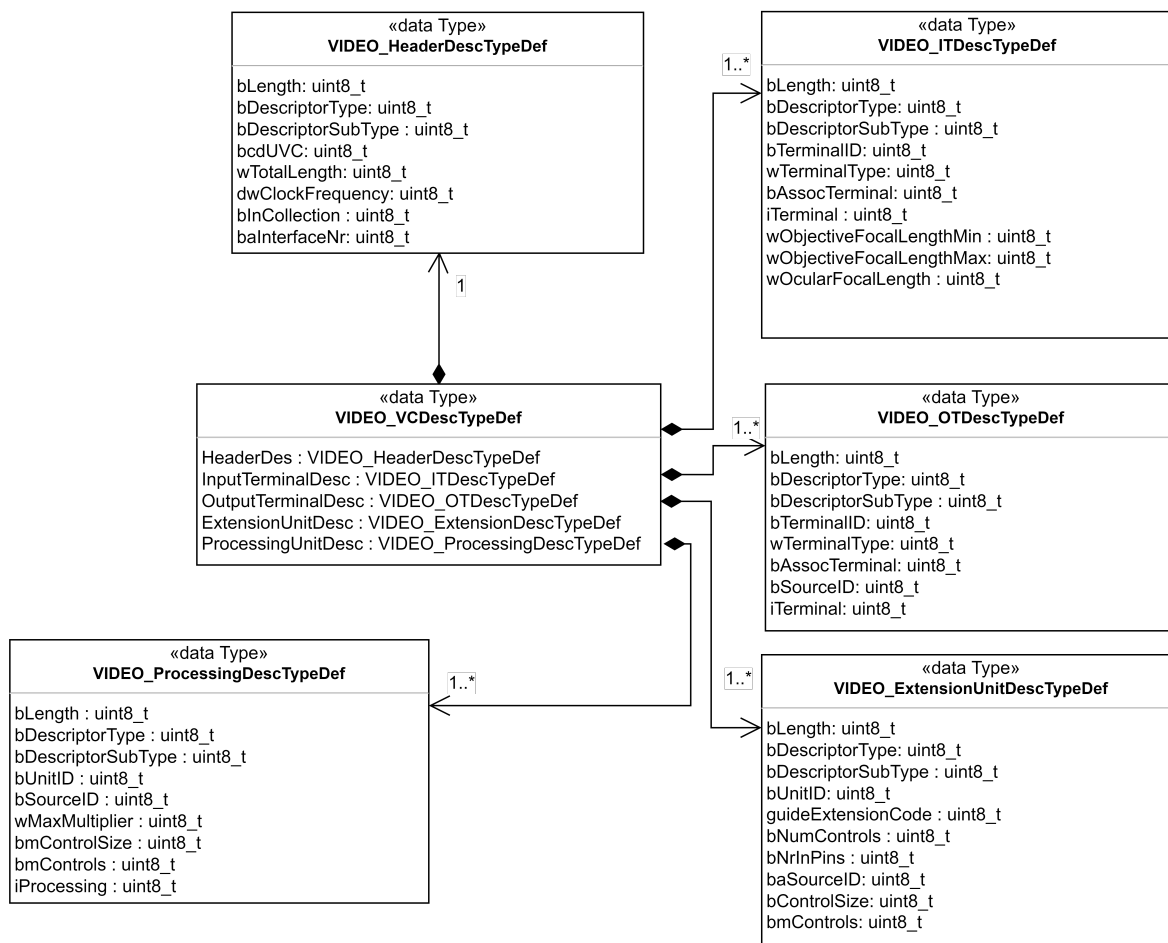 «data Type»
VIDEO_HeaderDescTypeDef
bLength: uint8_t
bDescriptorType: uint8_t
bDescriptorSubType : uint8_t
bcdUVC: uint8_t
wTotalLength: uint8_t
dwClockFrequency: uint8_t
bInCollection : uint8_t
baInterfaceNr: uint8_t
1
«data Type»
VIDEO_ITDescTypeDef
1..*
bLength: uint8_t
bDescriptorType: uint8_t
bDescriptorSubType : uint8_t
bTerminalID: uint8_t
wTerminalType: uint8_t
bAssocTerminal: uint8_t
iTerminal : uint8_t
wObjectiveFocalLengthMin : uint8_t
wObjectiveFocalLengthMax: uint8_t
wOcularFocalLength : uint8_t
«data Type»
VIDEO_VCDescTypeDef
HeaderDes : VIDEO_HeaderDescTypeDef
InputTerminalDesc : VIDEO_ITDescTypeDef
OutputTerminalDesc : VIDEO_OTDescTypeDef
ExtensionUnitDesc : VIDEO_ExtensionDescTypeDef
ProcessingUnitDesc : VIDEO_ProcessingDescTypeDef
1..*
«data Type»
VIDEO_OTDescTypeDef
bLength: uint8_t
bDescriptorType: uint8_t
bDescriptorSubType : uint8_t
bTerminalID: uint8_t
wTerminalType: uint8_t
bAssocTerminal: uint8_t
bSourceID: uint8_t
iTerminal: uint8_t
«data Type»
VIDEO_ProcessingDescTypeDef
1..*
bLength : uint8_t
bDescriptorType : uint8_t
bDescriptorSubType : uint8_t
bUnitID : uint8_t
bSourceID : uint8_t
wMaxMultiplier : uint8_t
bmControlSize : uint8_t
bmControls : uint8_t
iProcessing : uint8_t
1..*
«data Type»
VIDEO_ExtensionUnitDescTypeDef
bLength: uint8_t
bDescriptorType: uint8_t
bDescriptorSubType : uint8_t
bUnitID: uint8_t
guideExtensionCode : uint8_t
bNumControls : uint8_t
bNrInPins : uint8_t
baSourceID: uint8_t
bControlSize: uint8_t
bmControls: uint8_t